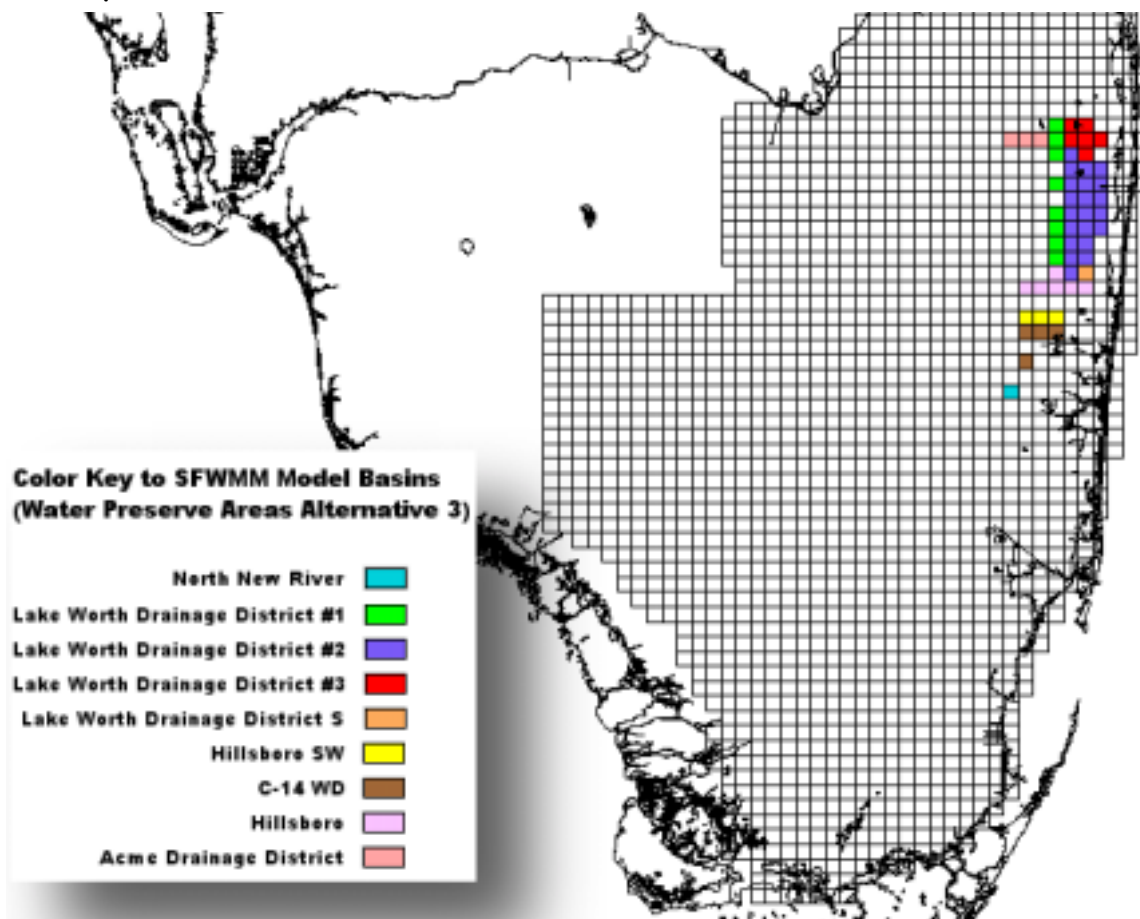 Color Key to SFWMM Model Basins
(Water Preserve Areas Alternative 3)
North New River
Lake Worth Drainage District #1
Lake Worth Drainage District #2
Lake Worth Drainage District #3
Lake Worth Drainage District S
Hillsboro SW
C-14 WD
Hillsboro
Acme Drainage District